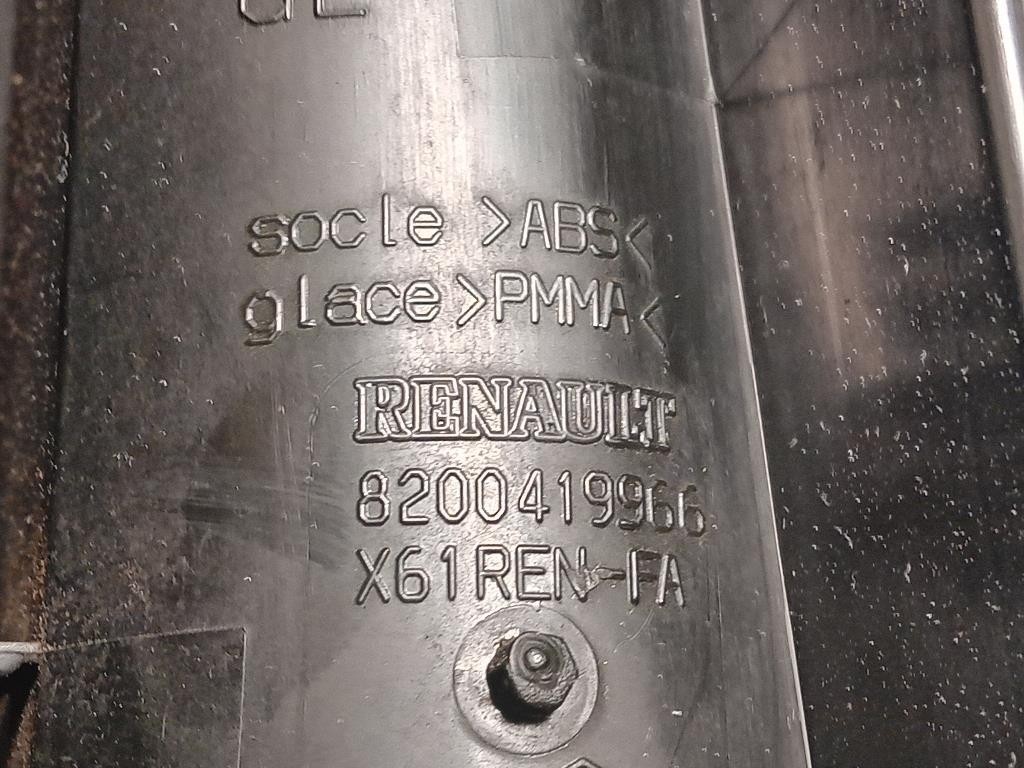 socle >ABS<
glace >PMMA<
RENAULT
8200419966
X61REN-FA